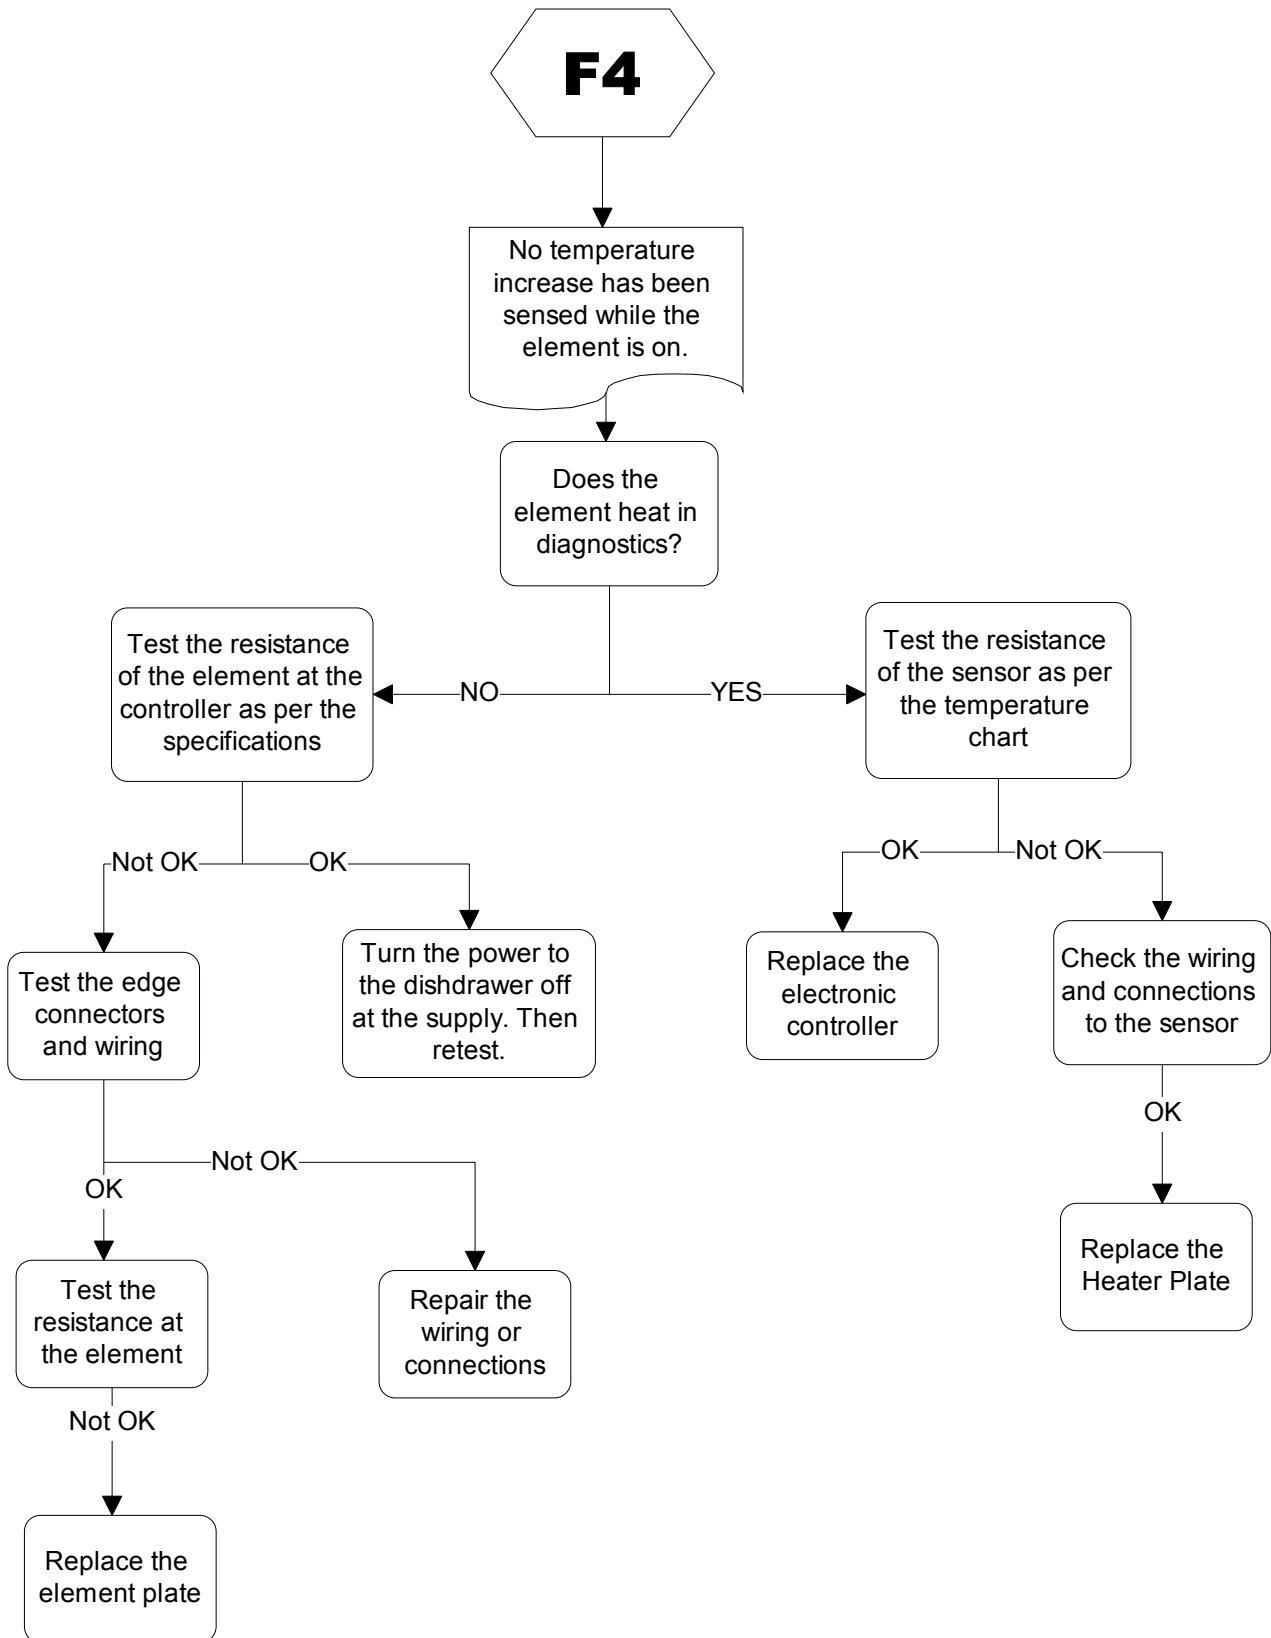 F4
No temperature
increase has been
sensed while the
element is on.
Does the
element heat in
diagnostics?
Test the resistance
of the element at the
controller as per the
specifications
NO
YES
Test the resistance
of the sensor as per
the temperature
chart
Not OK
OK
OK
Not OK
Test the edge
connectors
and wiring
Turn the power to
the dishdrawer off
at the supply. Then
retest.
Replace the
electronic
controller
Check the wiring
and connections
to the sensor
OK
Not OK
OK
Test the
resistance at
the element
Repair the
wiring or
connections
Replace the
Heater Plate
Not OK
Replace the
element plate